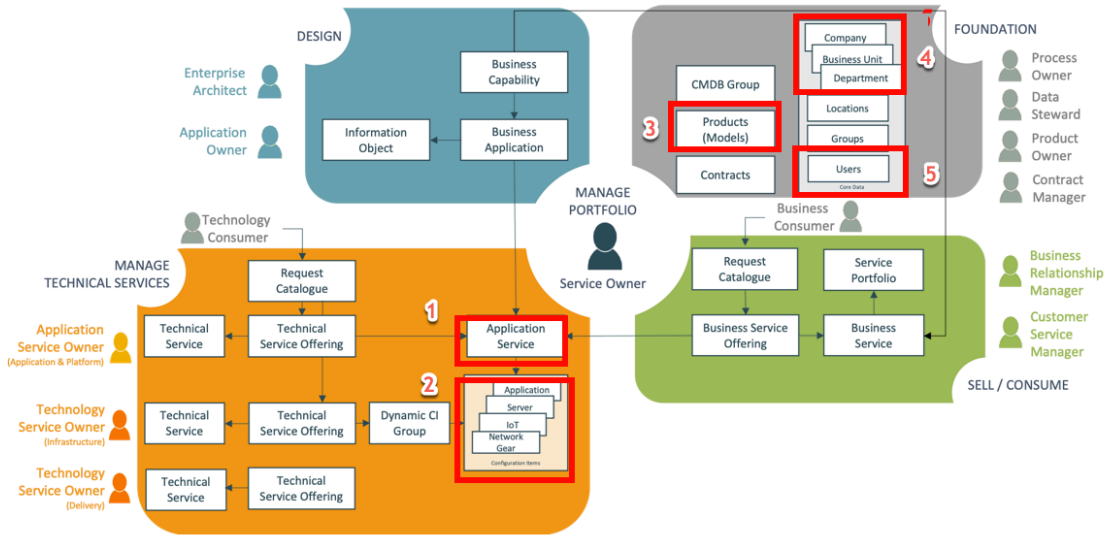 DESIGN
Enterprise
Architect
Application
Owner
Business
Capability
Information
Object
Business
Application
FOUNDATION
CMDB Group
Products
(Models)
Contracts
Company
Business Unit
Department
Locations
Groups
Users
Core Data
3
4
5
Process
Owner
Data
Steward
Product
Owner
Contract
Manager
MANAGE
PORTFOLIO
Service Owner
Technology
Consumer
Business
Consumer
MANAGE
TECHNICAL SERVICES
Request
Catalogue
Application
Service Owner
(Application & Platform)
Technical
Service
Technical
Service Offering
1
Application
Service
2
Application
Server
IoT
Network
Gear
Configuration Items
Technology
Service Owner
(Infrastructure)
Technical
Service
Technical
Service Offering
Dynamic CI
Group
Technology
Service Owner
(Delivery)
Technical
Service
Technical
Service Offering
Request
Catalogue
Service
Portfolio
Business Service
Offering
Business
Service
Business
Relationship
Manager
Customer
Service
Manager
SELL / CONSUME